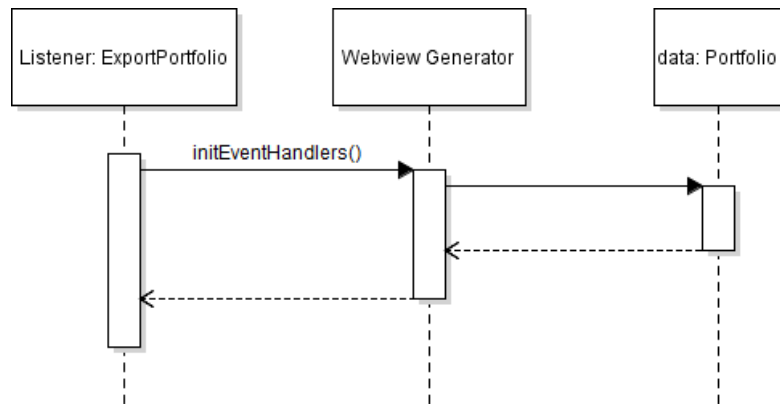 Listener: ExportPortfolio
Webview Generator
data: Portfolio
initEventHandlers()